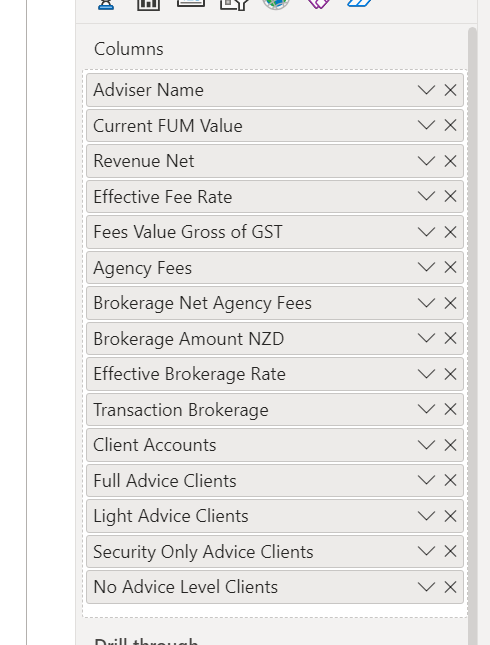 Columns
Adviser Name
Current FUM Value
Revenue Net
Effective Fee Rate
Fees Value Gross of GST
Agency Fees
Brokerage Net Agency Fees
Brokerage Amount NZD
Effective Brokerage Rate
Transaction Brokerage
Client Accounts
Full Advice Clients
Light Advice Clients
Security Only Advice Clients
No Advice Level Clients
Drill through